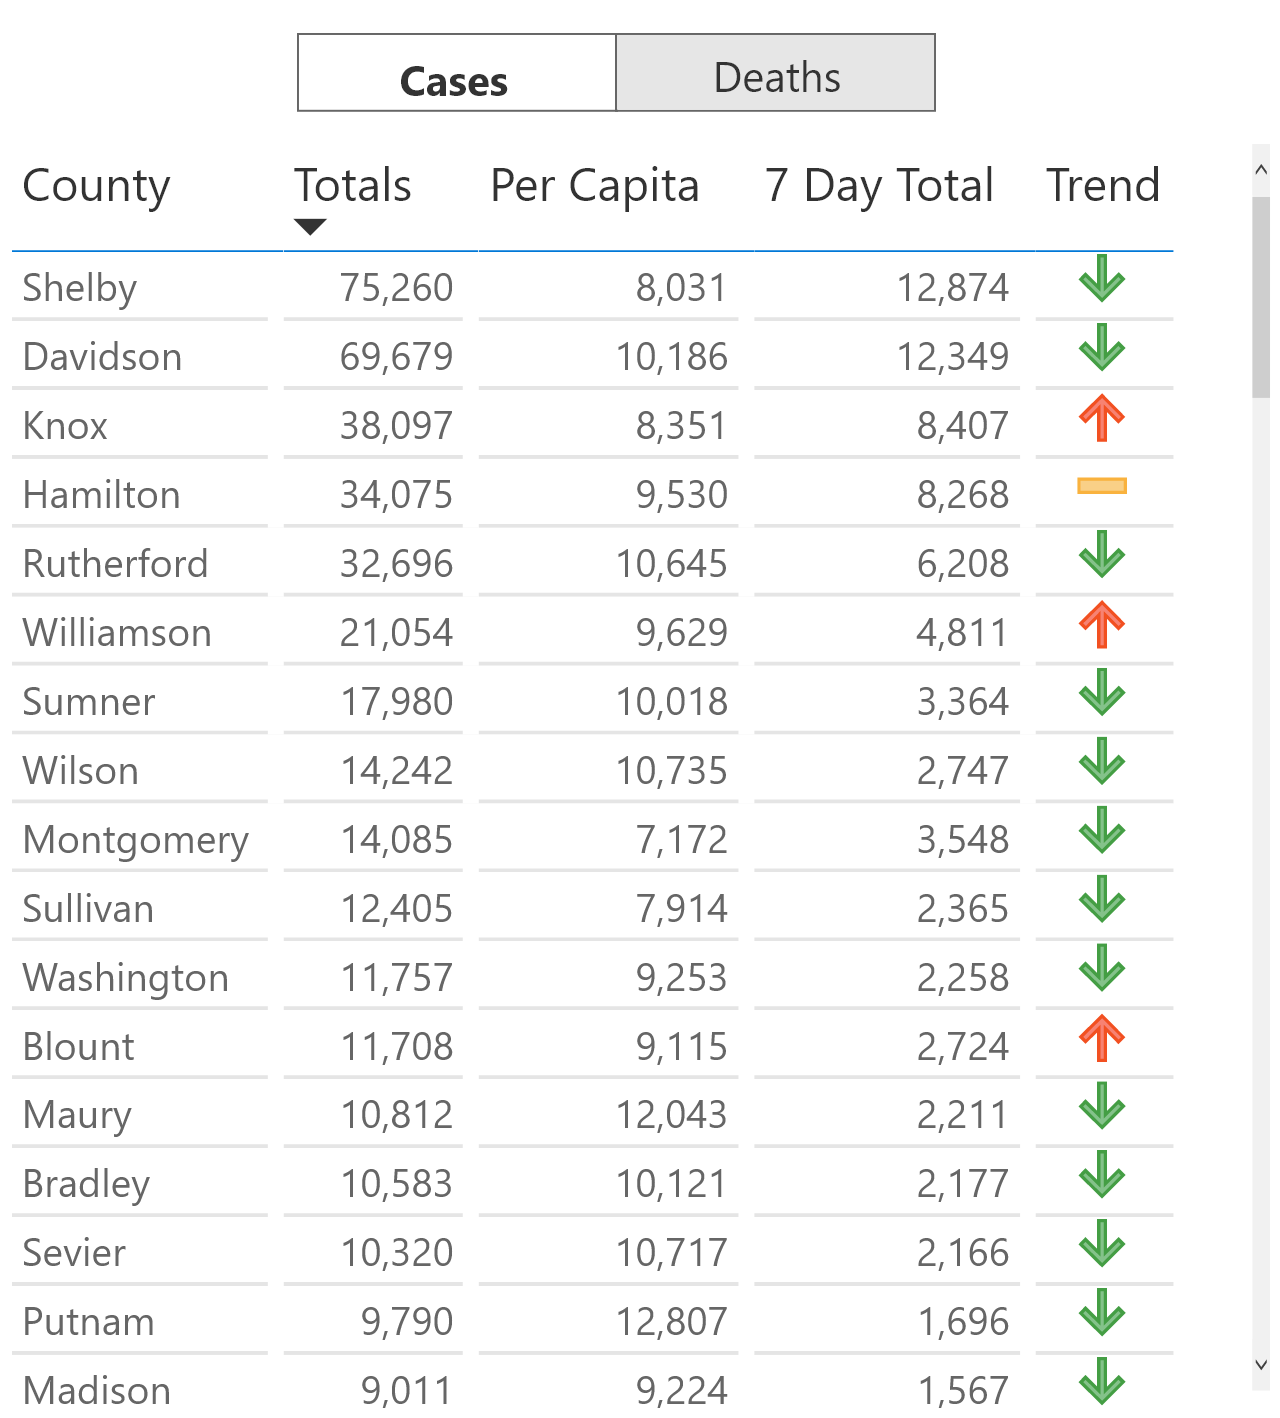 Cases Deaths
County Totals Per Capita 7 Day Total Trend
Shelby 75,260 8,031 12,874
Davidson 69,679 10,186 12,349
Knox 38,097 8,351 8,407
Hamilton 34,075 9,530 8,268
Rutherford 32,696 10,645 6,208
Williamson 21,054 9,629 4,811
Sumner 17,980 10,018 3,364
Wilson 14,242 10,735 2,747
Montgomery 14,085 7,172 3,548
Sullivan 12,405 7,914 2,365
Washington 11,757 9,253 2,258
Blount 11,708 9,115 2,724
Maury 10,812 12,043 2,211
Bradley 10,583 10,121 2,177
Sevier 10,320 10,717 2,166
Putnam 9,790 12,807 1,696
Madison 9,011 9,224 1,567